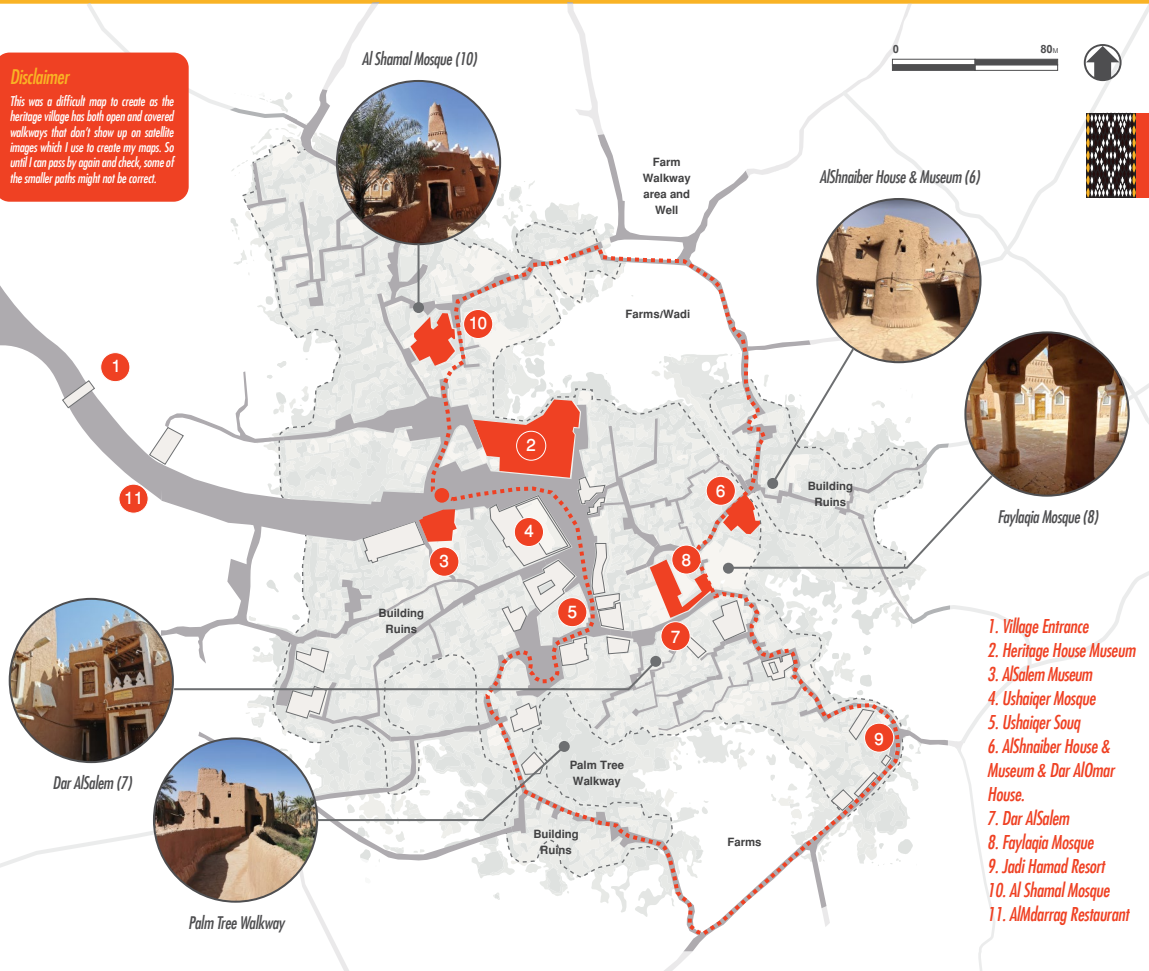 Disclaimer
This was a difficult map to create as the
heritage village has both open and covered
walkways that don't show up on satellite
images which I use to create my maps. So
until I can pass by again and check, some of
the smaller paths might not be correct.
Al Shamal Mosque (10)
0 80M
Farm
Walkway
area and
Well
AlShnaiber House & Museum (6)
Farms/Wadi
10
1
2
11
6
Building
Ruins
Faylaqia Mosque (8)
4
3
8
5
Building
Ruins
7
9
Dar AlSalem (7)
Palm Tree
Walkway
Building
Ruins
Farms
Palm Tree Walkway
1. Village Entrance
2. Heritage House Museum
3. AlSalem Museum
4. Ushaiqer Mosque
5. Ushaiqer Souq
6. AlShnaiber House &
Museum & Dar AlOmar
House.
7. Dar AlSalem
8. Faylaqia Mosque
9. Jadi Hamad Resort
10. Al Shamal Mosque
11. AlMdarrag Restaurant